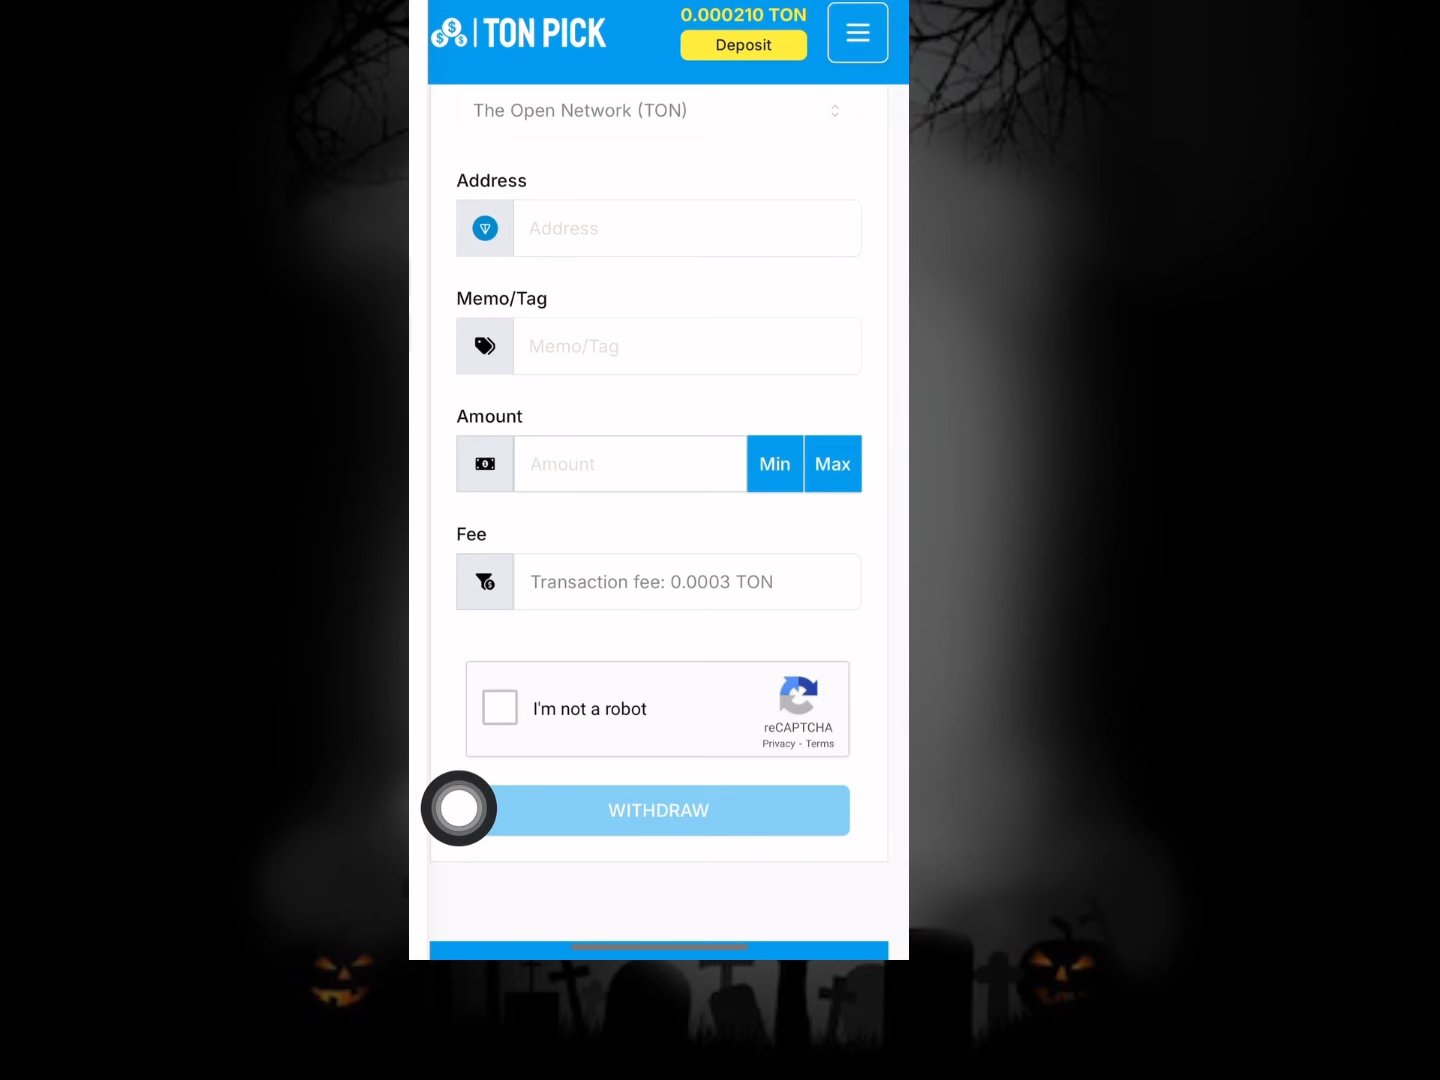 0.000210 TON
TON PICK
Deposit
The Open Network (TON)
Address
Address
Memo/Tag
Memo/Tag
Amount
Amount
Min
Max
Fee
Transaction fee: 0.0003 TON
I'm not a robot
reCAPTCHA
Privacy - Terms
WITHDRAW